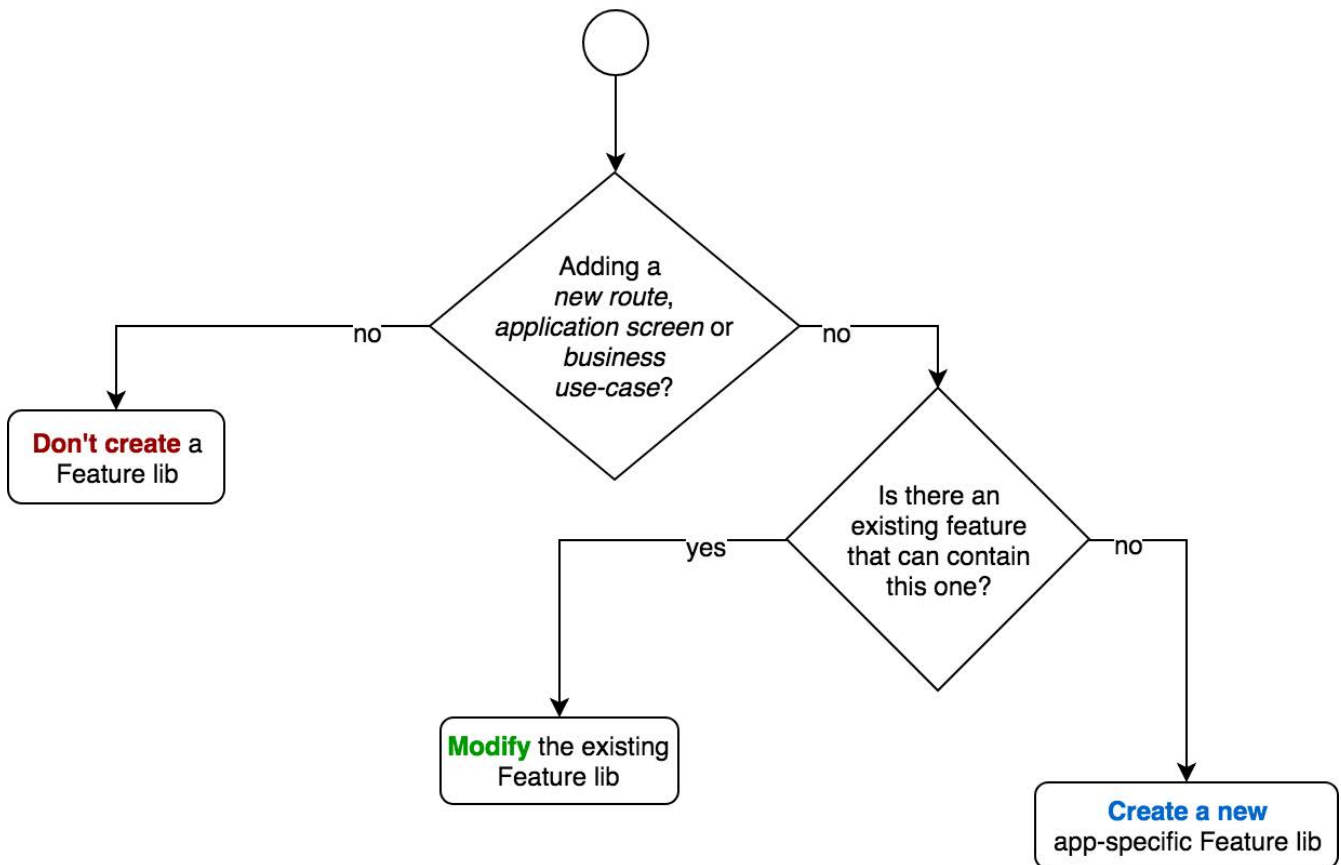 Adding a
new route,
application screen or
business
use-case?
no
no
Don't create a
Feature lib
Is there an
existing feature
that can contain
this one?
yes
no
Modify the existing
Feature lib
Create a new
app-specific Feature lib